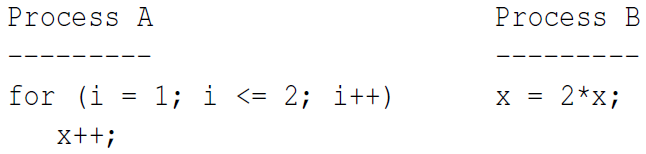 Process A Process B
--------- ---------
for (i = 1; i <= 2; i++) x = 2*x;
x++;